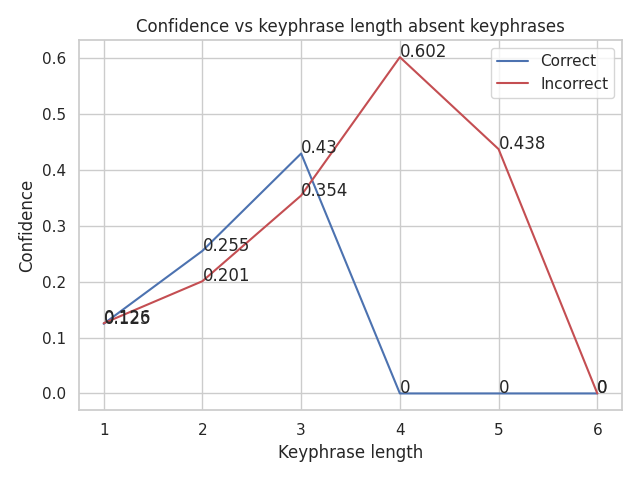 Confidence vs keyphrase length absent keyphrases
Correct
Incorrect
0.602
0.438
0.43
0.354
0.255
0.201
0
0
0
0.6
0.5
0.4
0.3
0.2
0.1
0.0
Confidence
1 2 3 4 5 6
Keyphrase length